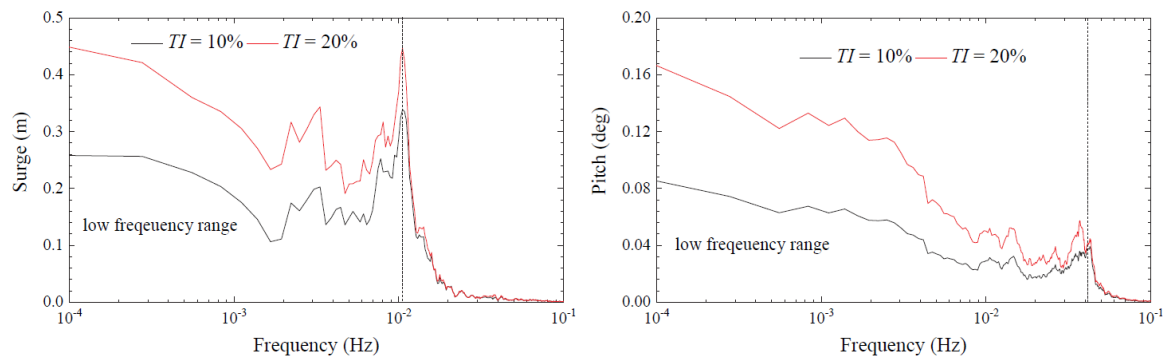 0.5
0.4
0.3
0.2
0.1
0.0
Surge (m)
TI = 10% TI = 20%
low freqeuency range
10⁻⁴ 10⁻³ 10⁻² 10⁻¹
Frequency (Hz)
0.20
0.16
0.12
0.08
0.04
0.00
Pitch (deg)
TI = 10% TI = 20%
low freqeuency range
10⁻⁴ 10⁻³ 10⁻² 10⁻¹
Frequency (Hz)